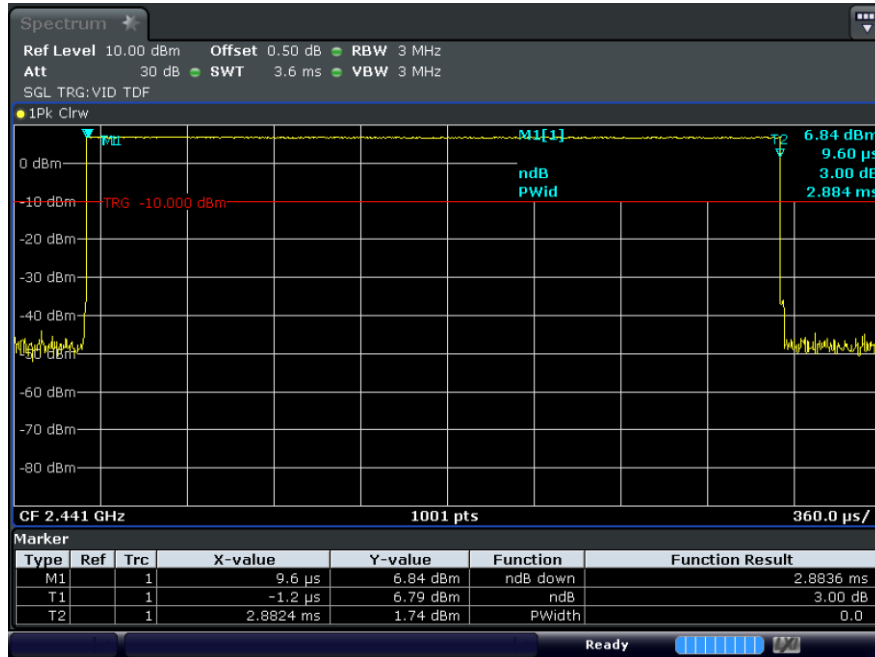 Spectrum
Ref Level 10.00 dBm Offset 0.50 dB RBW 3 MHz
Att 30 dB SWT 3.6 ms VBW 3 MHz
SGL TRG:VID TDF
1Pk Clrw
M1 M1[1] T2 6.84 dBm
9.60 µs
0 dBm
ndB 3.00 dB
PWid 2.884 ms
-10 dBm TRG -10.000 dBm
-20 dBm
-30 dBm
-40 dBm
-50 dBm
-60 dBm
-70 dBm
-80 dBm
CF 2.441 GHz 1001 pts 360.0 µs/
Marker
Type Ref Trc X-value Y-value Function Function Result
M1 1 9.6 µs 6.84 dBm ndB down 2.8836 ms
T1 1 -1.2 µs 6.79 dBm ndB 3.00 dB
T2 1 2.8824 ms 1.74 dBm PWidth 0.0
Ready